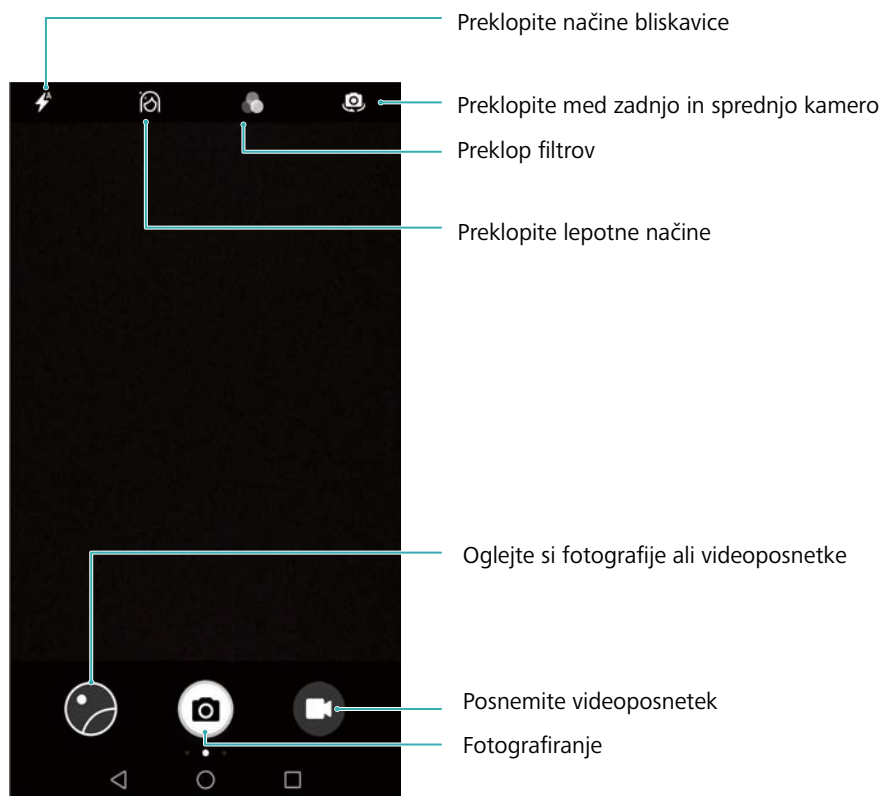 Preklopite načine bliskavice
Preklopite med zadnjo in sprednjo kamero
Preklop filtrov
Preklopite lepotne načine
Oglejte si fotografije ali videoposnetke
Posnemite videoposnetek
Fotografiranje